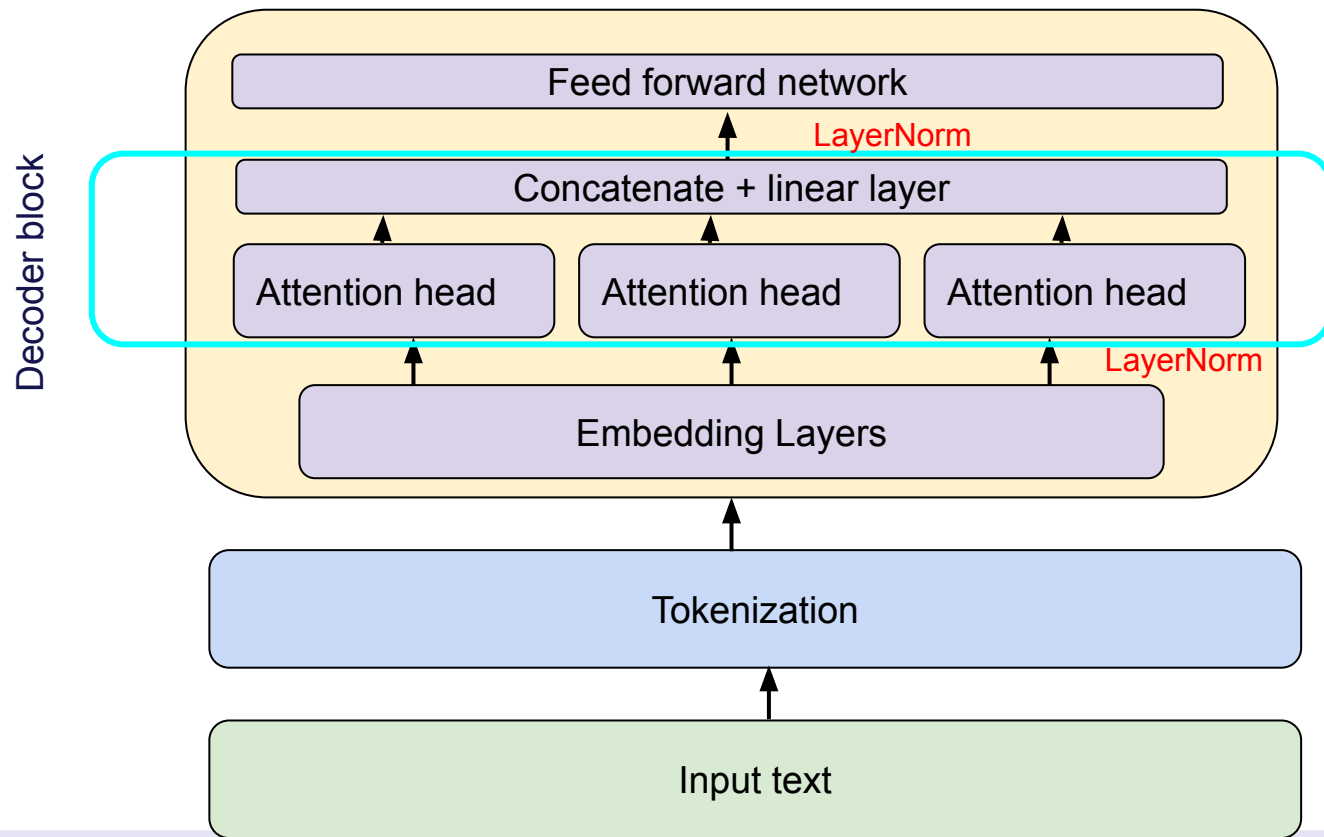 Decoder block
Feed forward network
LayerNorm
Concatenate + linear layer
Attention head
Attention head
Attention head
LayerNorm
Embedding Layers
Tokenization
Input text